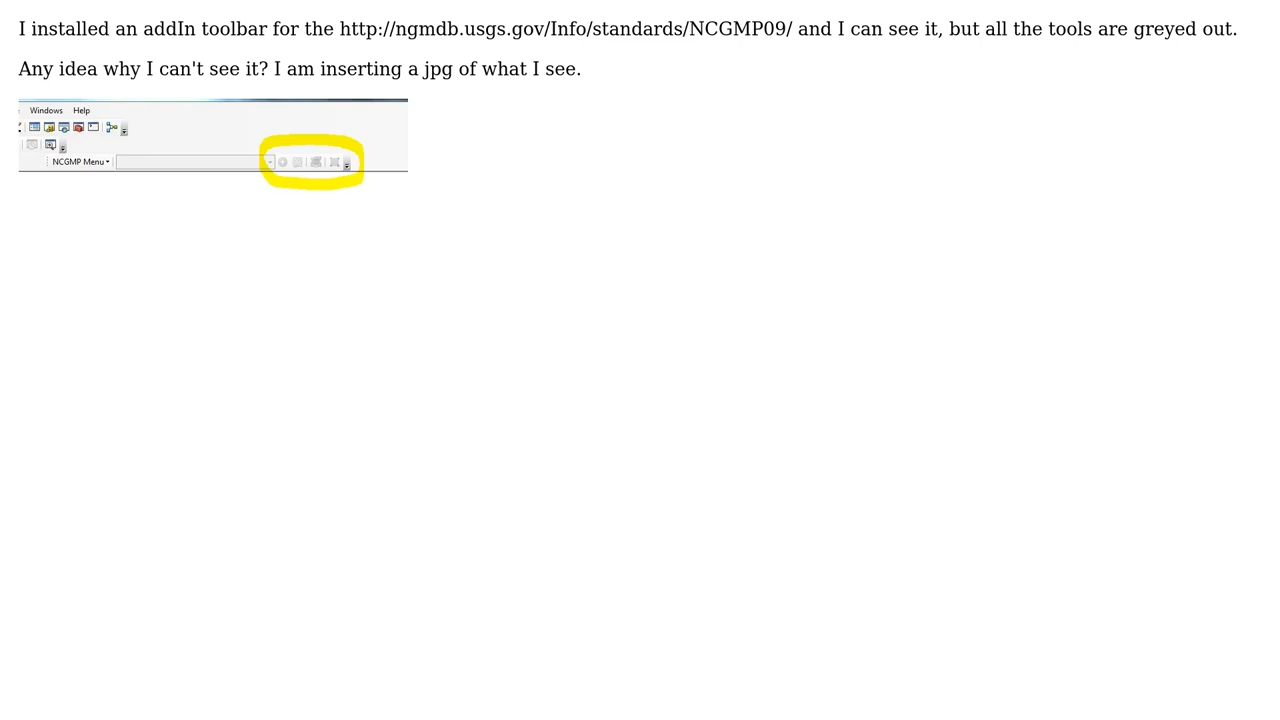 I installed an addIn toolbar for the http://ngmdb.usgs.gov/Info/standards/NCGMP09/ and I can see it, but all the tools are greyed out.
Any idea why I can't see it? I am inserting a jpg of what I see.
Windows Help
NCGMP Menu